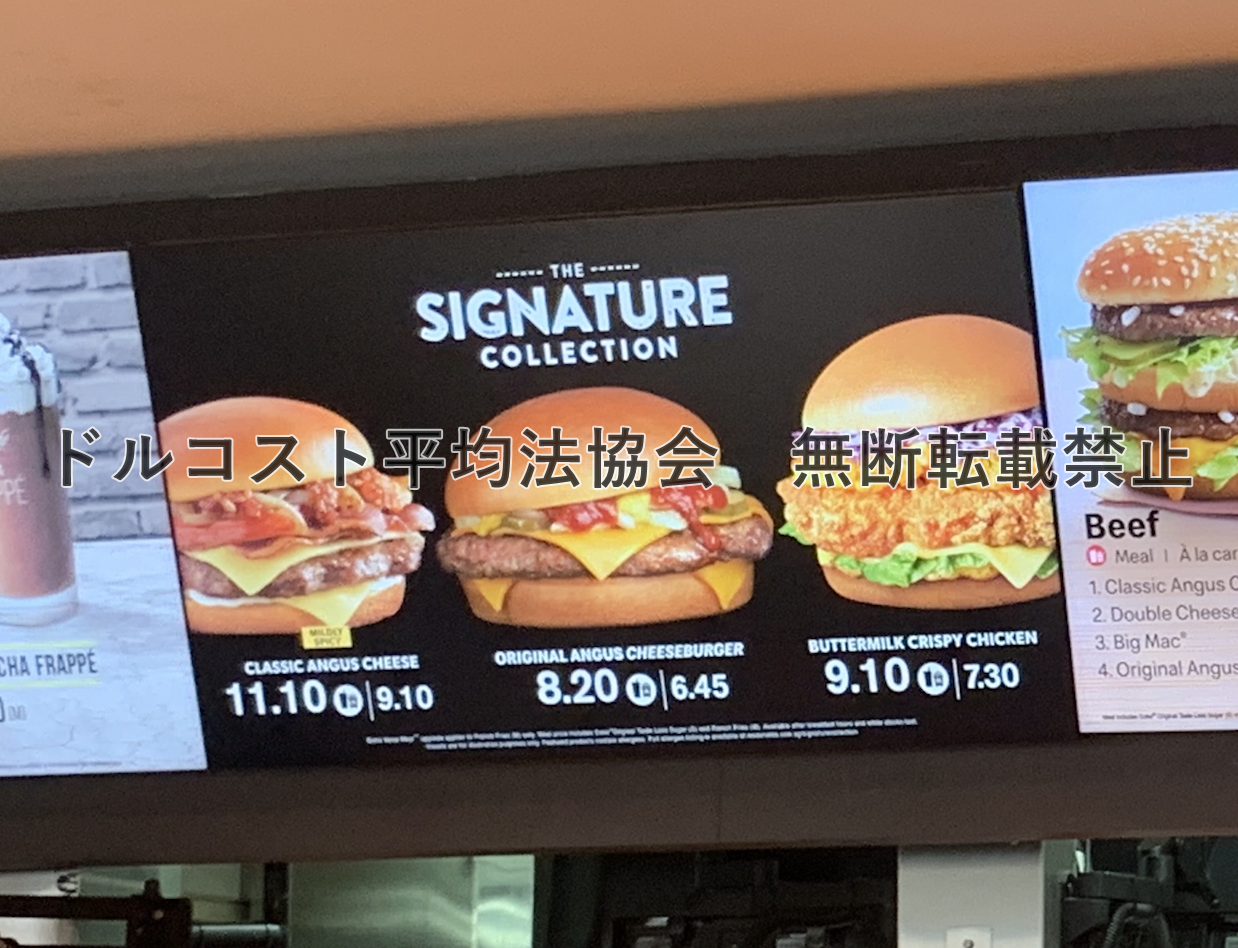 THE
SIGNATURE
COLLECTION
ドルコスト平均法協会　無断転載禁止
MILDLY
SPICY
CLASSIC ANGUS CHEESE
11.10 | 9.10
ORIGINAL ANGUS CHEESEBURGER
8.20 | 6.45
BUTTERMILK CRISPY CHICKEN
9.10 | 7.30
CHA FRAPPÉ
Beef
Meal | À la car
1. Classic Angus C
2. Double Cheese
3. Big Mac®
4. Original Angus